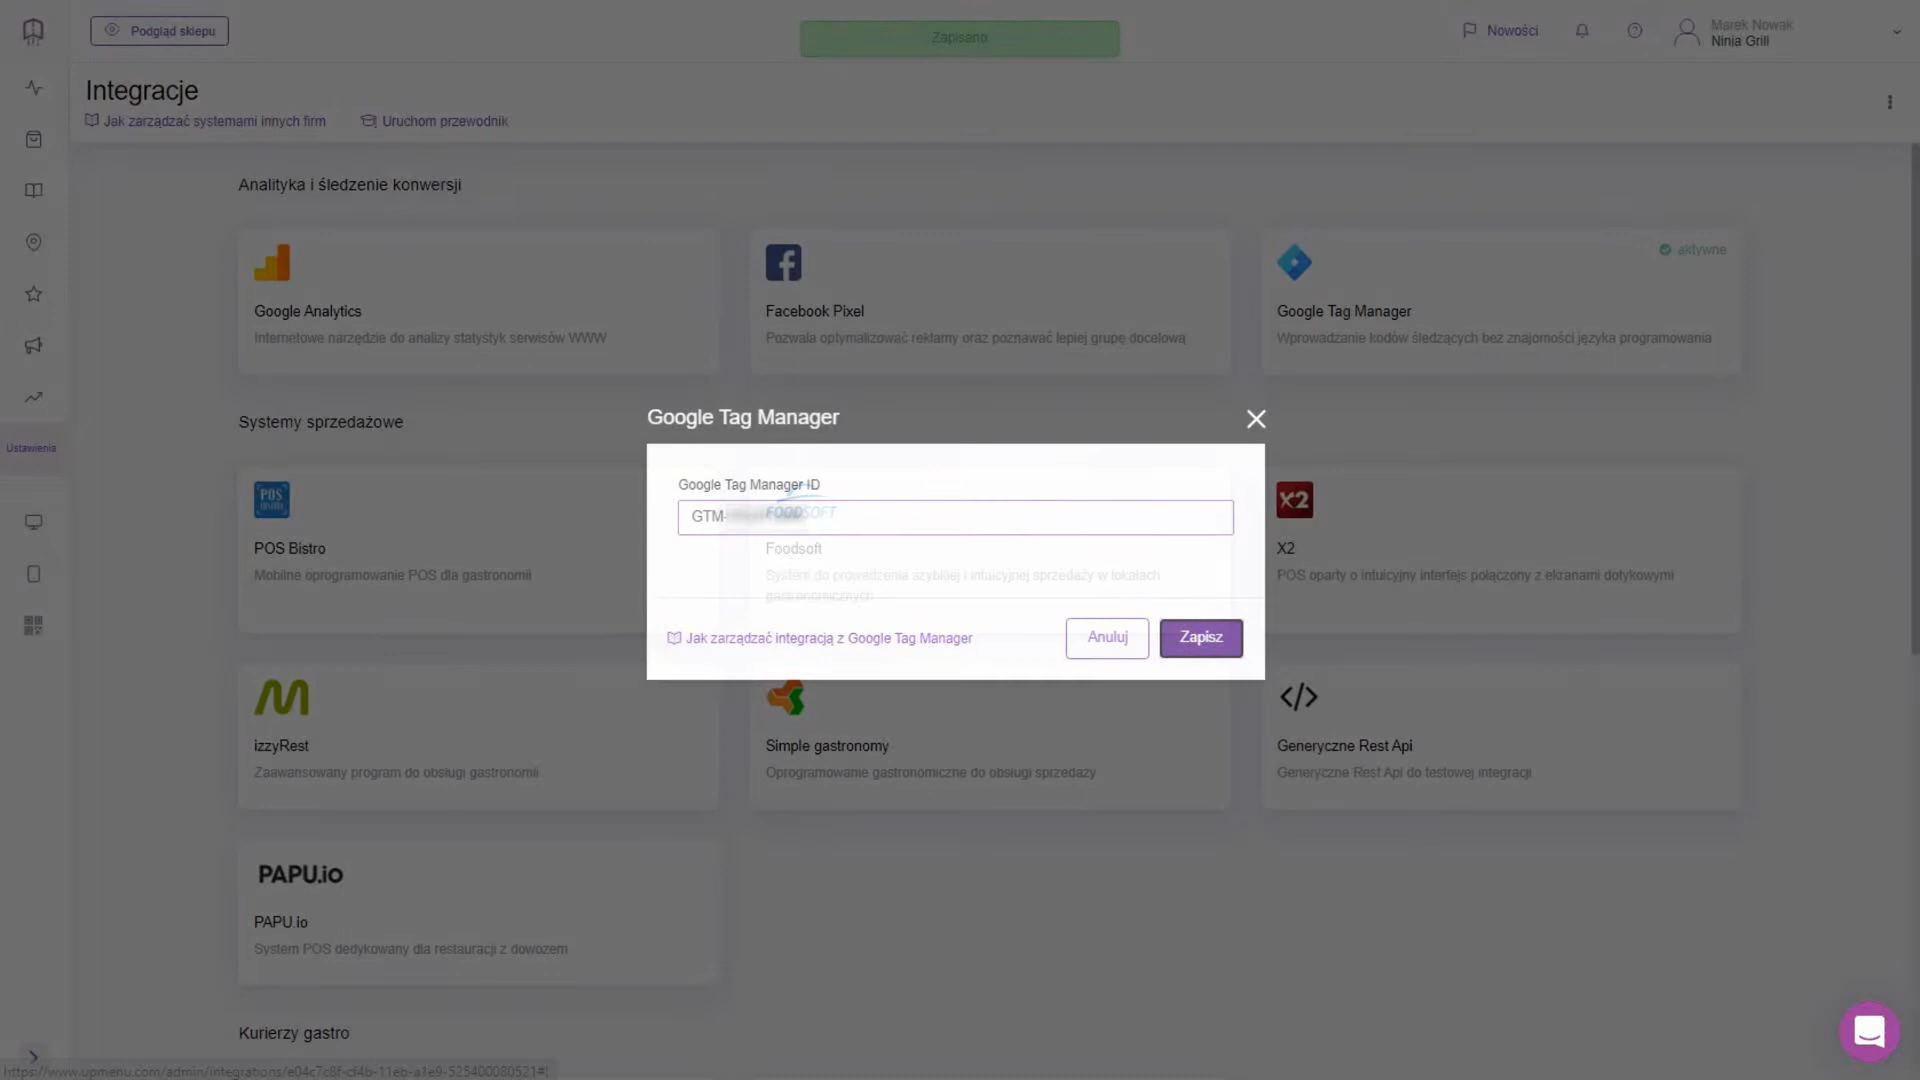 Podgląd sklepu
Zapisano
Nowości
Marek Nowak
Ninja Grill
Integracje
Jak zarządzać systemami innych firm
Uruchom przewodnik
Analityka i śledzenie konwersji
Google Analytics
Internetowe narzędzie do analizy statystyk serwisów WWW
Facebook Pixel
Pozwala optymalizować reklamy oraz poznawać lepiej grupę docelową
aktywne
Google Tag Manager
Wprowadzanie kodów śledzących bez znajomości języka programowania
Systemy sprzedażowe
Ustawienia
Google Tag Manager
Google Tag Manager ID
GTM-
FOODSOFT
Foodsoft
System do prowadzenia szybkiej i intuicyjnej sprzedaży w lokalach
gastronomicznych
Jak zarządzać integracją z Google Tag Manager
Anuluj
Zapisz
POS
POS Bistro
Mobilne oprogramowanie POS dla gastronomii
X2
X2
POS oparty o intuicyjny interfejs połączony z ekranami dotykowymi
izzyRest
Zaawansowany program do obsługi gastronomii
Simple gastronomy
Oprogramowanie gastronomiczne do obsługi sprzedaży
Generyczne Rest Api
Generyczne Rest Api do testowej integracji
PAPU.io
PAPU.io
System POS dedykowany dla restauracji z dowozem
Kurierzy gastro
https://www.upmenu.com/admin/integrations/e04c7c8f-cf4b-11eb-a1e9-525400080521#